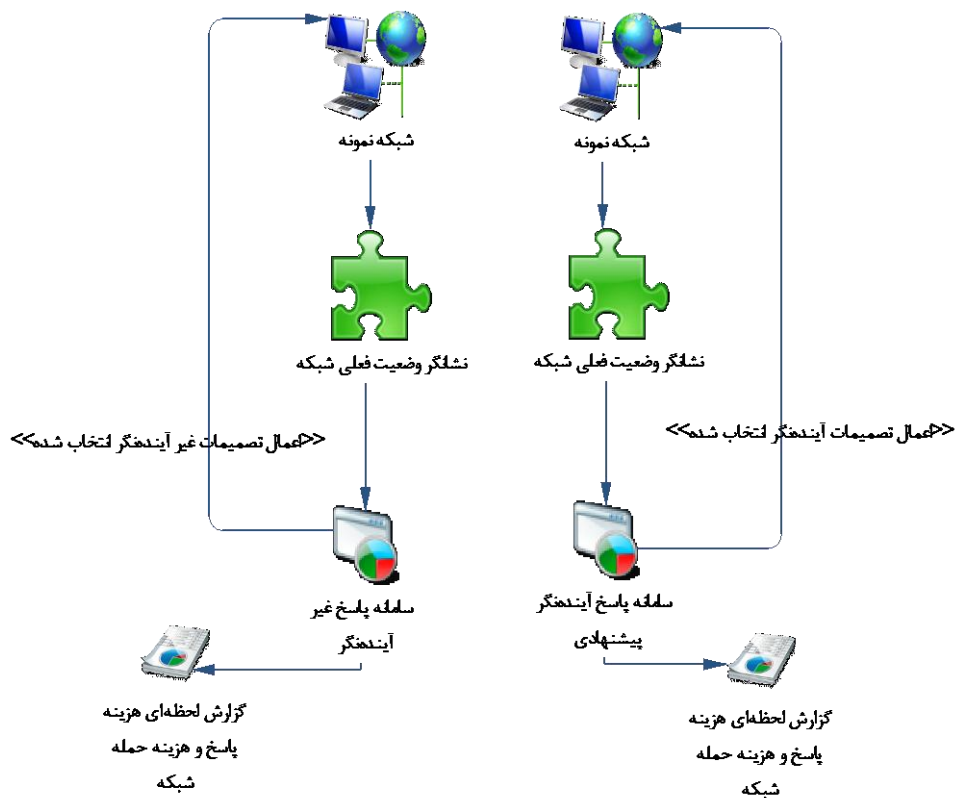 شبکه نمونه
شبکه نمونه
نشانگر وضعیت فعلی شبکه
نشانگر وضعیت فعلی شبکه
<<اعمال تصمیمات آینده‌نگر انتخاب شده>>
<<اعمال تصمیمات غیر آینده‌نگر انتخاب شده>>
سامانه پاسخ آینده‌نگر
پیشنهادی
سامانه پاسخ غیر
آینده‌نگر
گزارش لحظه‌ای هزینه
پاسخ و هزینه حمله
شبکه
گزارش لحظه‌ای هزینه
پاسخ و هزینه حمله
شبکه